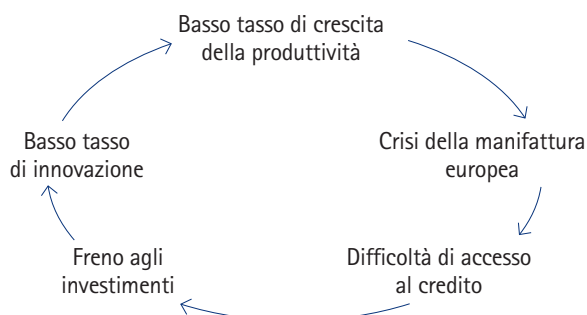 Basso tasso di crescita
della produttività
Crisi della manifattura
europea
Difficoltà di accesso
al credito
Freno agli
investimenti
Basso tasso
di innovazione